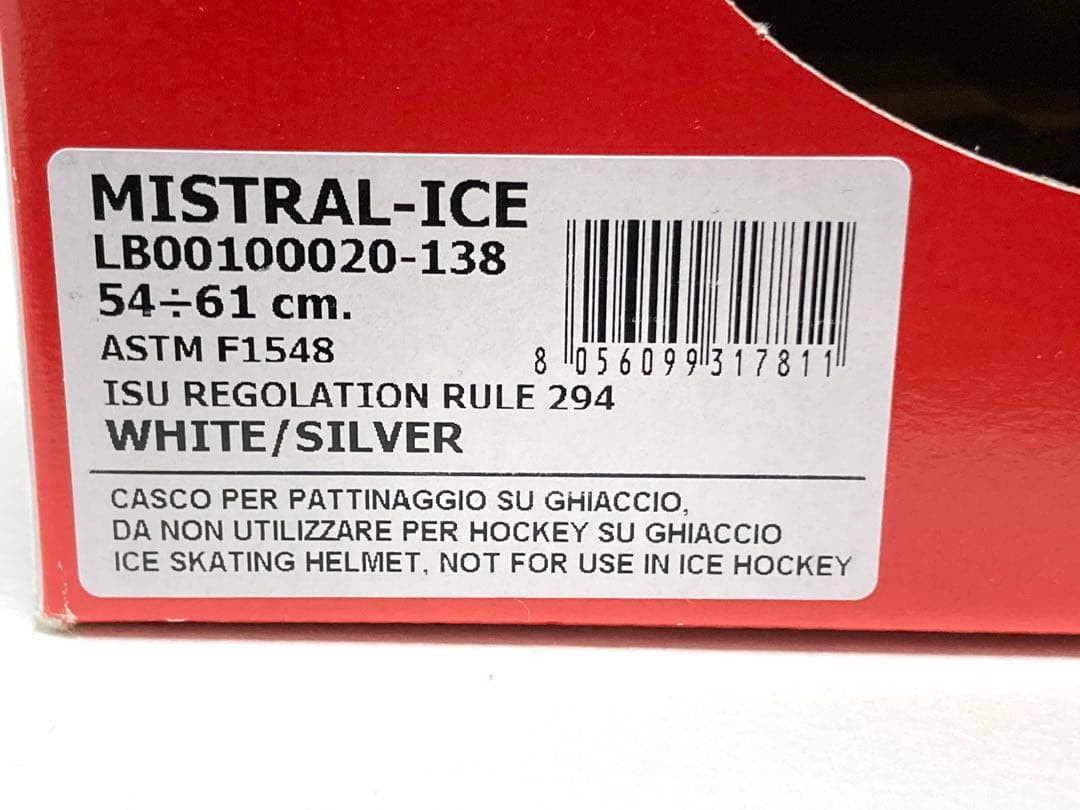 MISTRAL-ICE
LB00100020-138
54÷61 cm.
ASTM F1548
8 056099 317811
ISU REGOLATION RULE 294
WHITE/SILVER
CASCO PER PATTINAGGIO SU GHIACCIO,
DA NON UTILIZZARE PER HOCKEY SU GHIACCIO
ICE SKATING HELMET, NOT FOR USE IN ICE HOCKEY